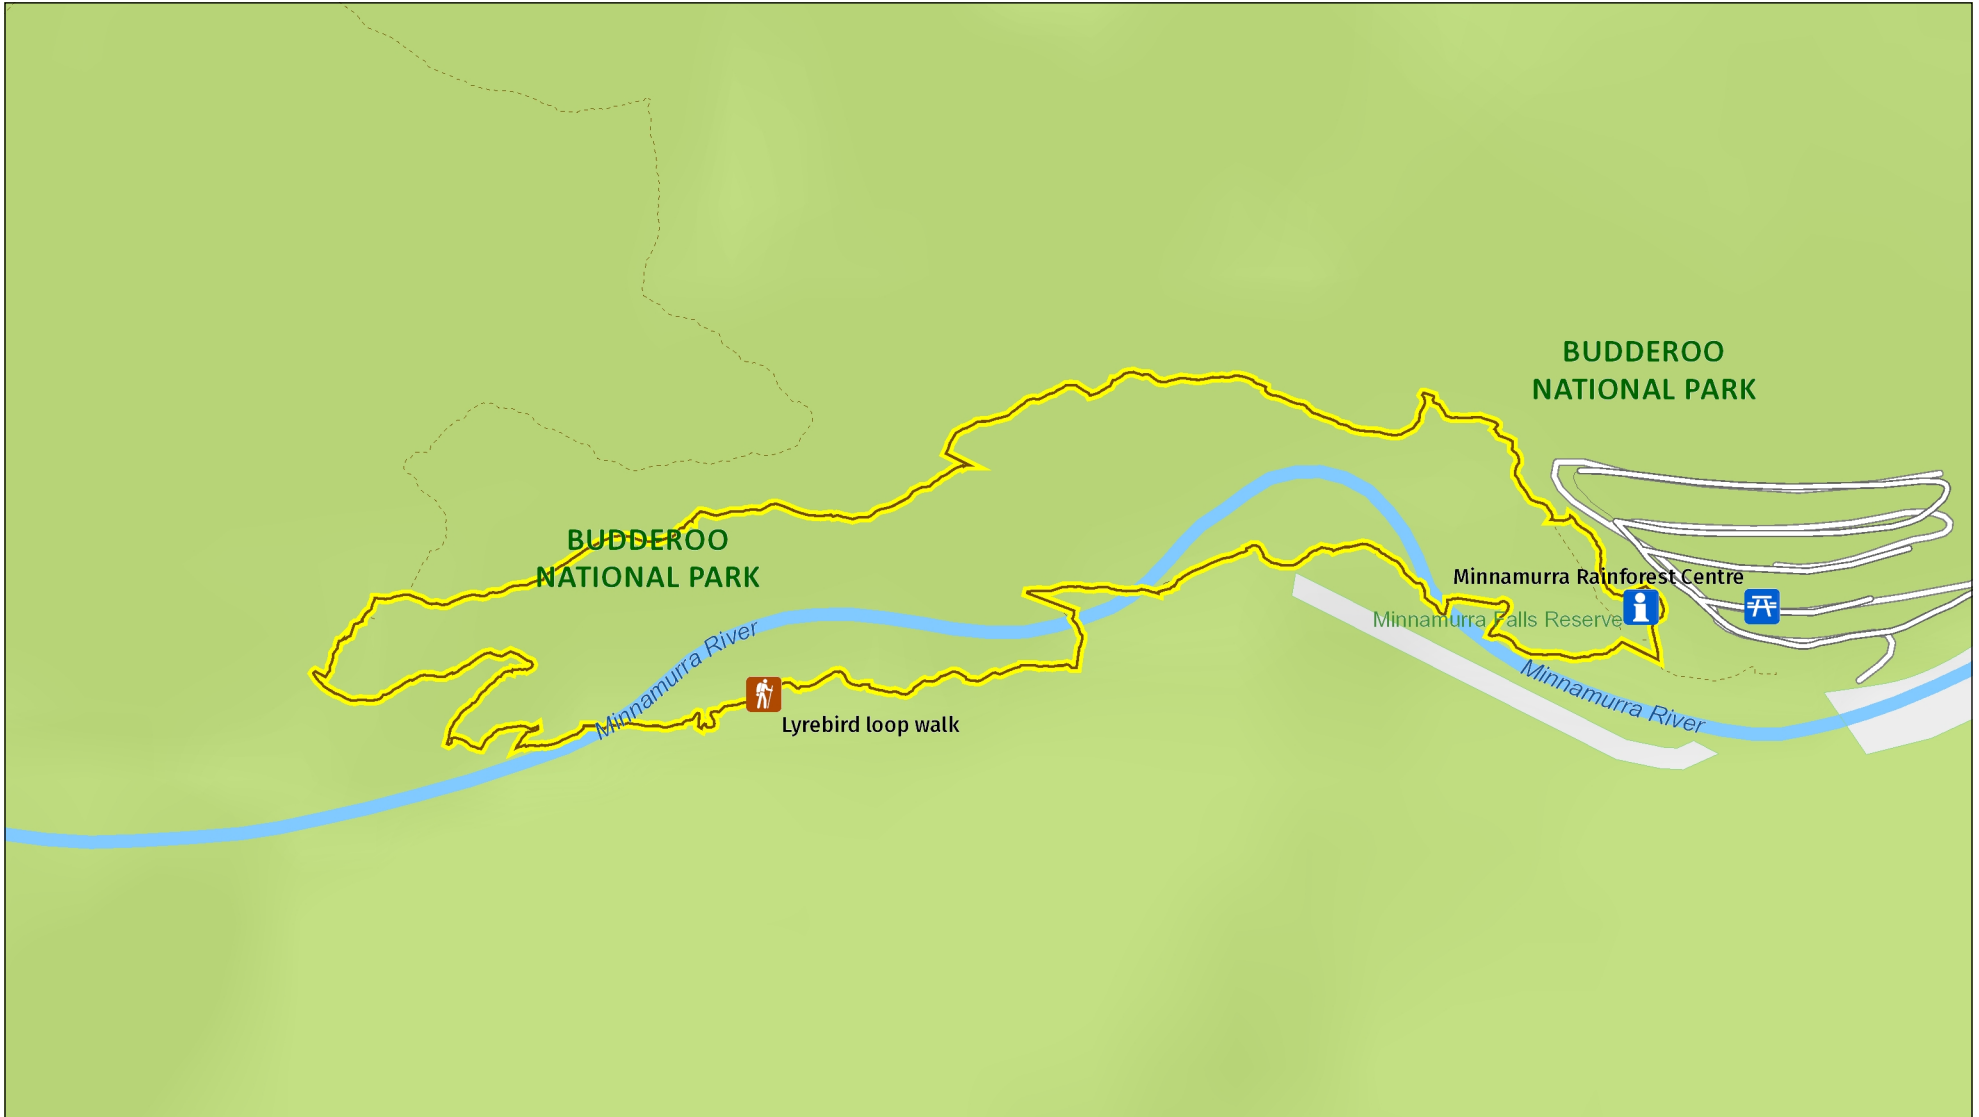 BUDDEROO
NATIONAL PARK
BUDDEROO
NATIONAL PARK
Minnamurra Rainforest Centre
Minnamurra Falls Reserve
Minnamurra River
Minnamurra River
Lyrebird loop walk